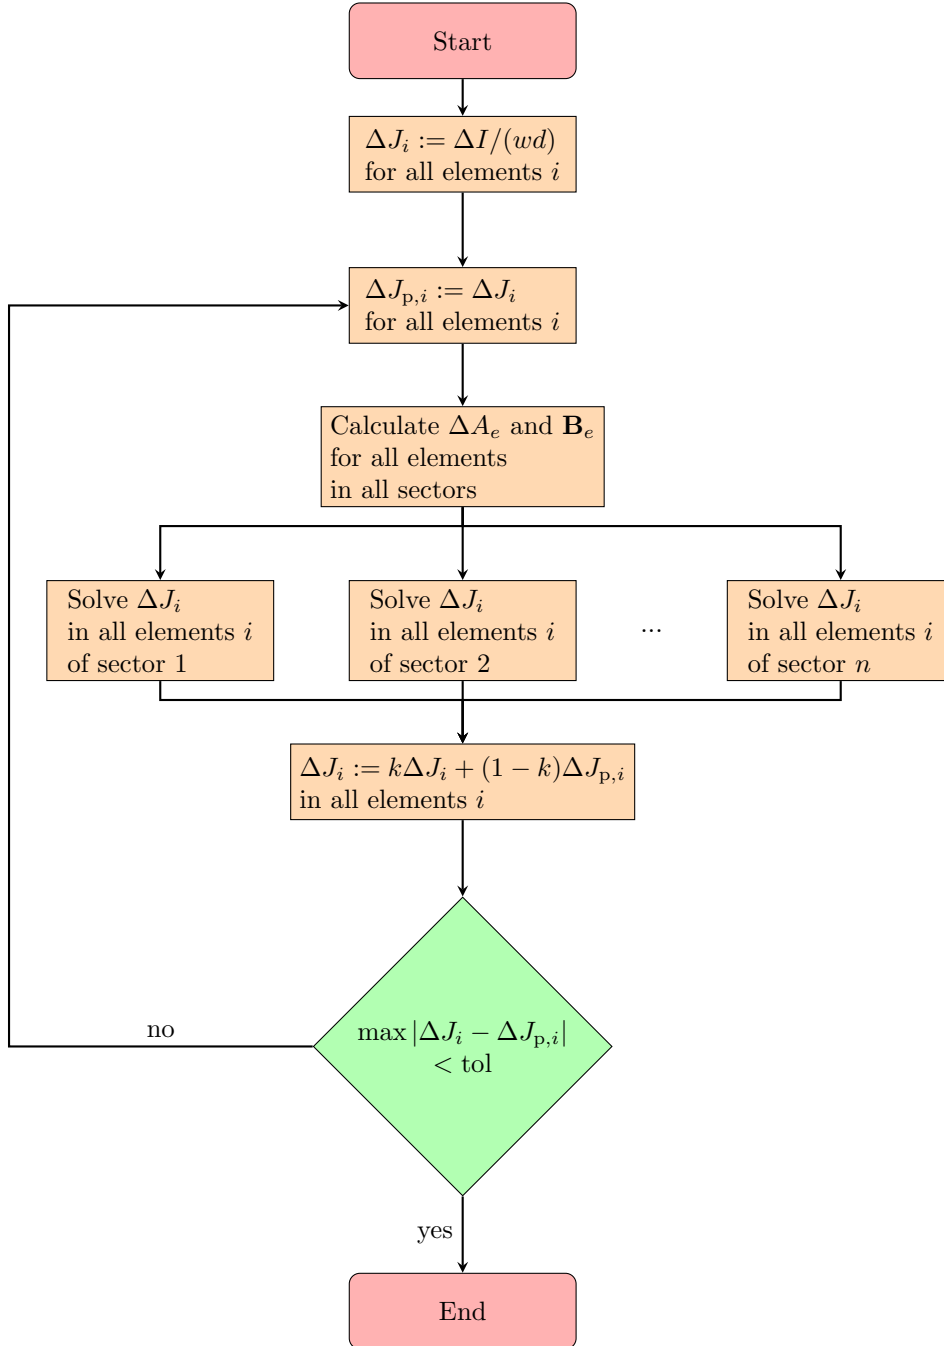 Start
ΔJ_i := ΔI/(wd)
for all elements i
ΔJ_{p,i} := ΔJ_i
for all elements i
Calculate ΔA_e and B_e
for all elements
in all sectors
Solve ΔJ_i
in all elements i
of sector 1
Solve ΔJ_i
in all elements i
of sector 2
...
Solve ΔJ_i
in all elements i
of sector n
ΔJ_i := kΔJ_i + (1 − k)ΔJ_{p,i}
in all elements i
max |ΔJ_i − ΔJ_{p,i}|
< tol
no
yes
End